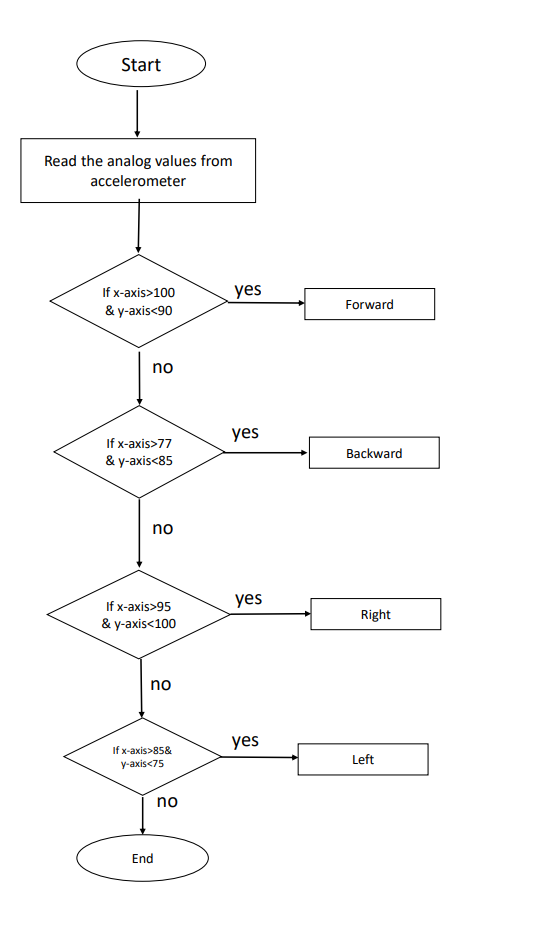 Start
Read the analog values from
accelerometer
If x-axis>100
& y-axis<90
yes
Forward
no
If x-axis>77
& y-axis<85
yes
Backward
no
If x-axis>95
& y-axis<100
yes
Right
no
If x-axis>85&
y-axis<75
yes
Left
no
End